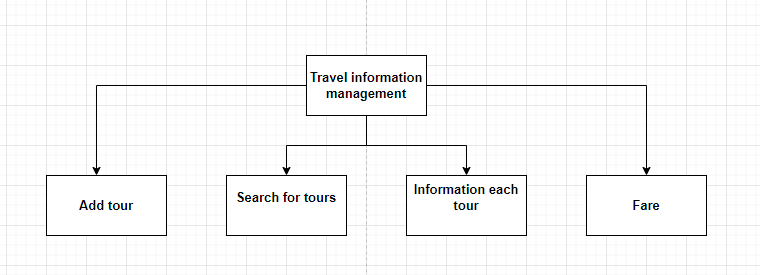 Travel information
management
Add tour
Search for tours
Information each
tour
Fare